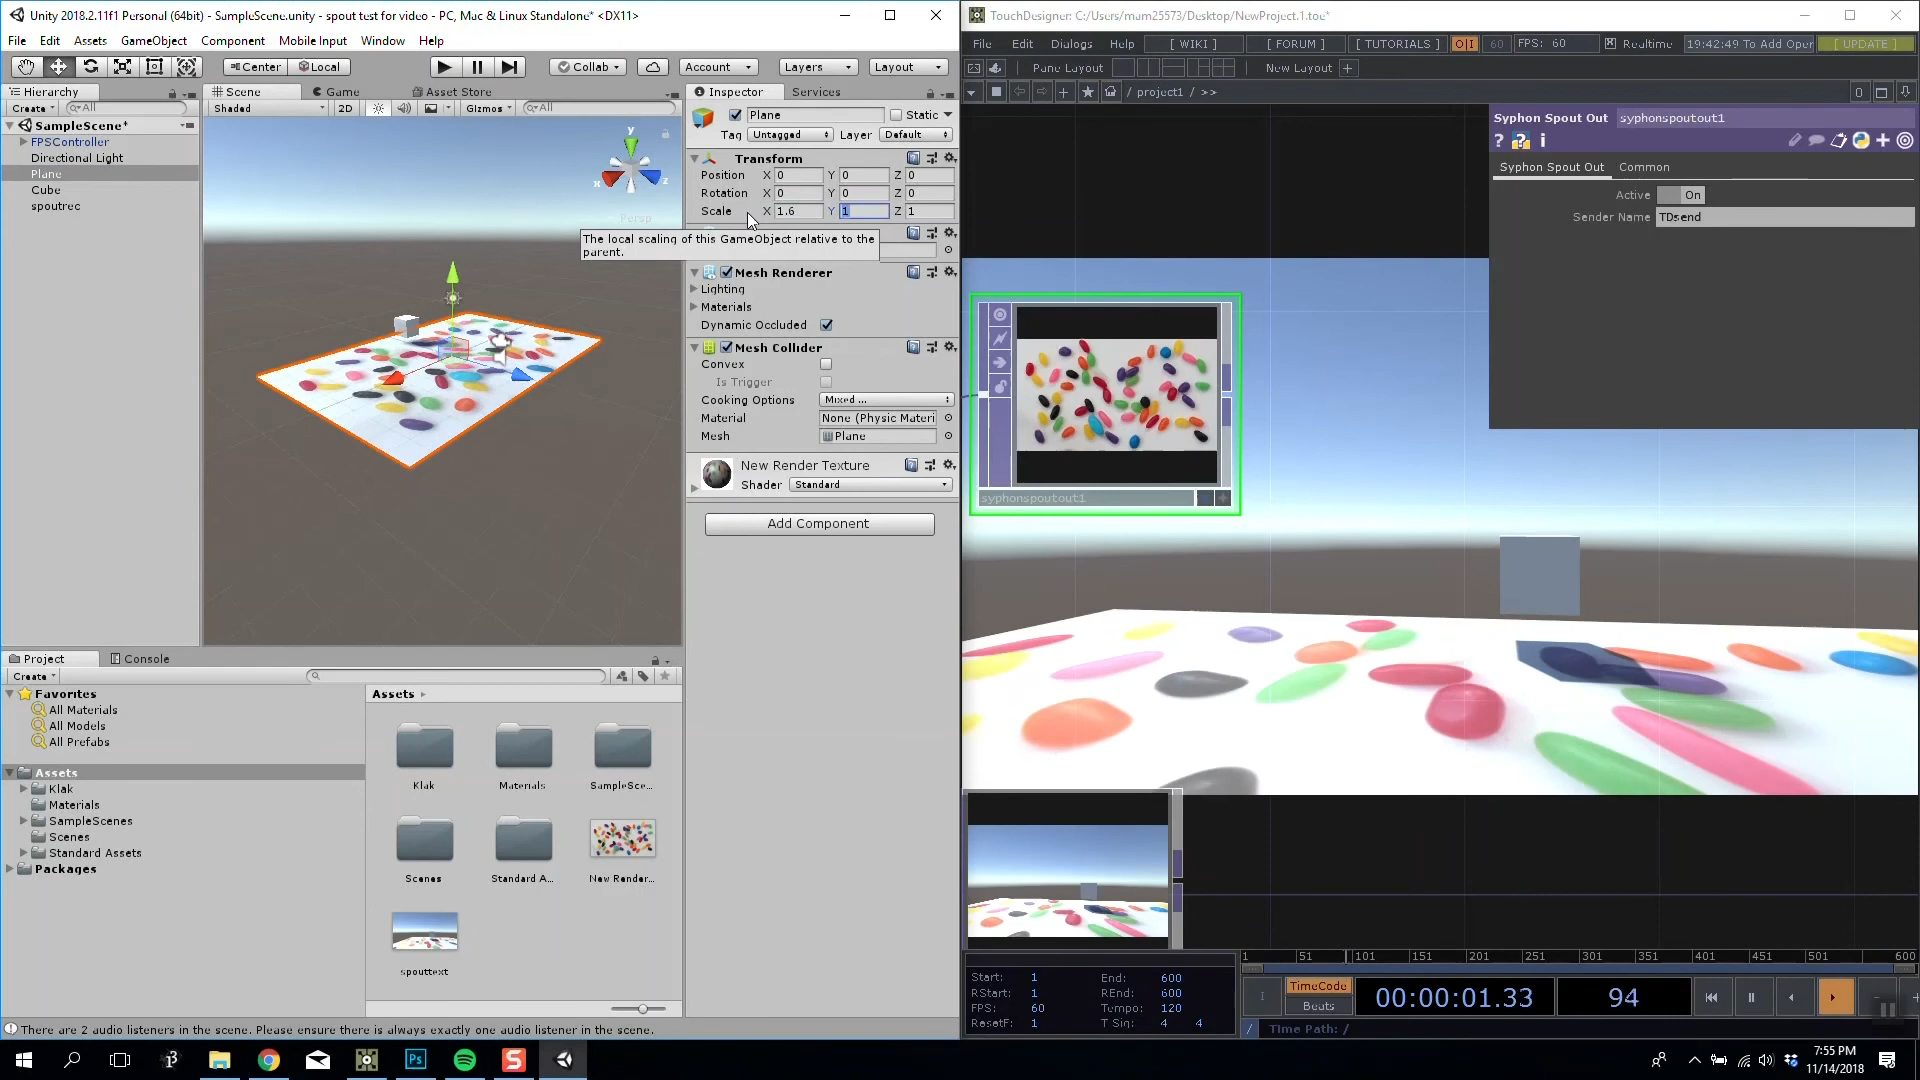 Unity 2018.2.11f1 Personal (64bit) - SampleScene.unity - spout test for video - PC, Mac & Linux Standalone* <DX11>
File Edit Assets GameObject Component Mobile Input Window Help
Center Local Collab Account Layers Layout
Hierarchy
Create All
SampleScene*
FPSController
Directional Light
Plane
Cube
spoutrec
Scene Game Asset Store
Shaded 2D Gizmos All
y
x z
Persp
Inspector Services
Plane Static
Tag Untagged Layer Default
Transform
Position X 0 Y 0 Z 0
Rotation X 0 Y 0 Z 0
Scale X 1.6 Y 1 Z 1
The local scaling of this GameObject relative to the
parent.
Mesh Renderer
Lighting
Materials
Dynamic Occluded
Mesh Collider
Convex
Is Trigger
Cooking Options Mixed ...
Material None (Physic Materi
Mesh Plane
New Render Texture
Shader Standard
Add Component
Project Console
Create
Favorites
All Materials
All Models
All Prefabs
Assets
Klak
Materials
SampleScenes
Scenes
Standard Assets
Packages
Assets
Klak Materials SampleSce...
Scenes Standard A... New Render...
spouttext
There are 2 audio listeners in the scene. Please ensure there is always exactly one audio listener in the scene.
TouchDesigner: C:/Users/mam25573/Desktop/NewProject.1.toe*
File Edit Dialogs Help [ WIKI ] [ FORUM ] [ TUTORIALS ] O|I 60 FPS: 60 Realtime 19:42:49 To Add Oper [ UPDATE ]
Pane Layout New Layout +
/ project1 / >> 0
Syphon Spout Out syphonspoutout1
? i
Syphon Spout Out Common
Active On
Sender Name TDsend
syphonspoutout1
1 51 101 151 201 251 301 351 401 451 501 600
Start: 1 End: 600
RStart: 1 REnd: 600
FPS: 60 Tempo: 120
ResetF: 1 T Sig: 4 4
TimeCode
Beats
00:00:01.33 94
/ Time Path: /
Ps
7:55 PM
11/14/2018